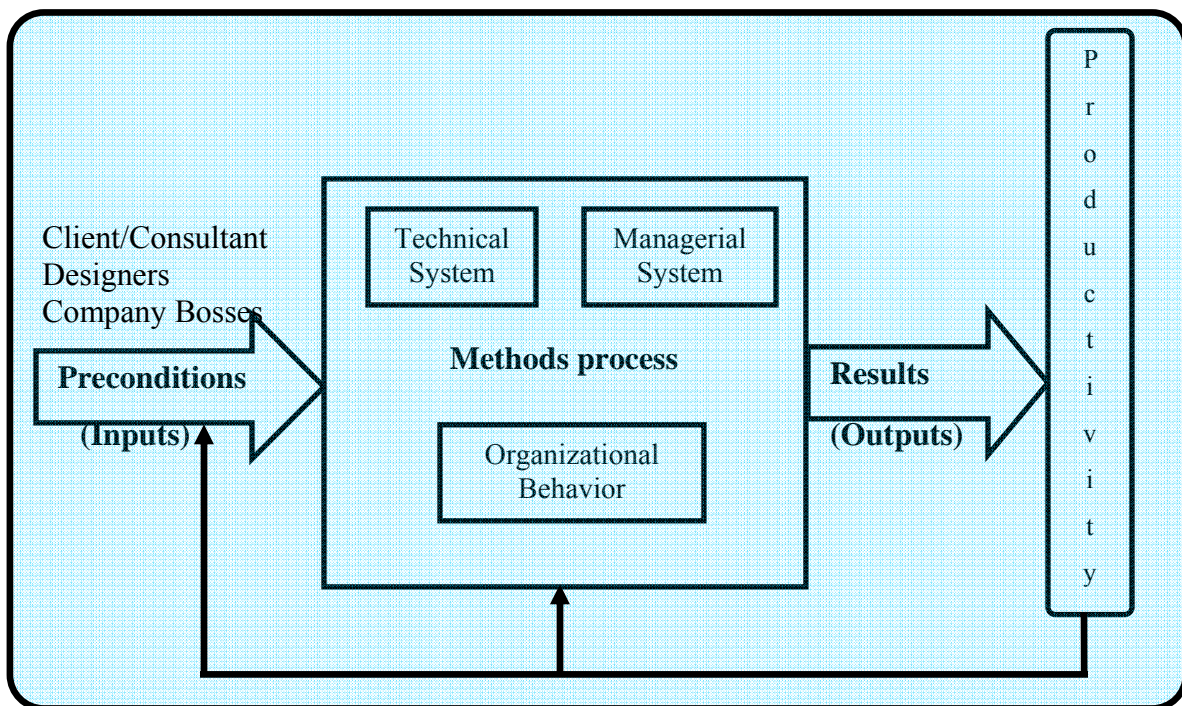 Client/Consultant
Designers
Company Bosses
Preconditions
(Inputs)
Technical
System
Managerial
System
Methods process
Organizational
Behavior
Results
(Outputs)
P
r
o
d
u
c
t
i
v
i
t
y